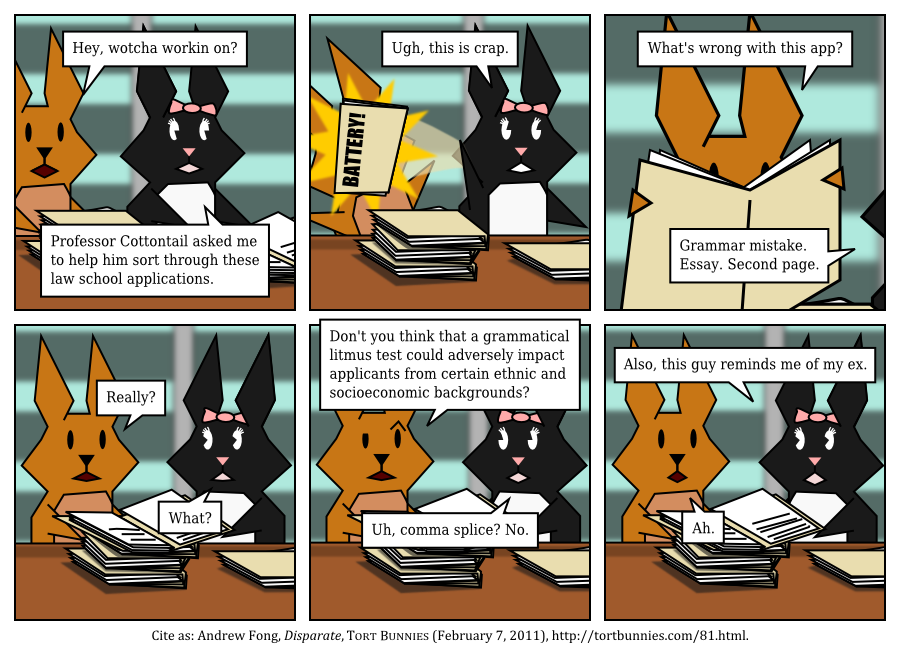 Hey, wotcha workin on?
Professor Cottontail asked me
to help him sort through these
law school applications.
Ugh, this is crap.
BATTERY!
What's wrong with this app?
Grammar mistake.
Essay. Second page.
Really?
What?
Don't you think that a grammatical
litmus test could adversely impact
applicants from certain ethnic and
socioeconomic backgrounds?
Uh, comma splice? No.
Also, this guy reminds me of my ex.
Ah.
Cite as: Andrew Fong, Disparate, TORT BUNNIES (February 7, 2011), http://tortbunnies.com/81.html.